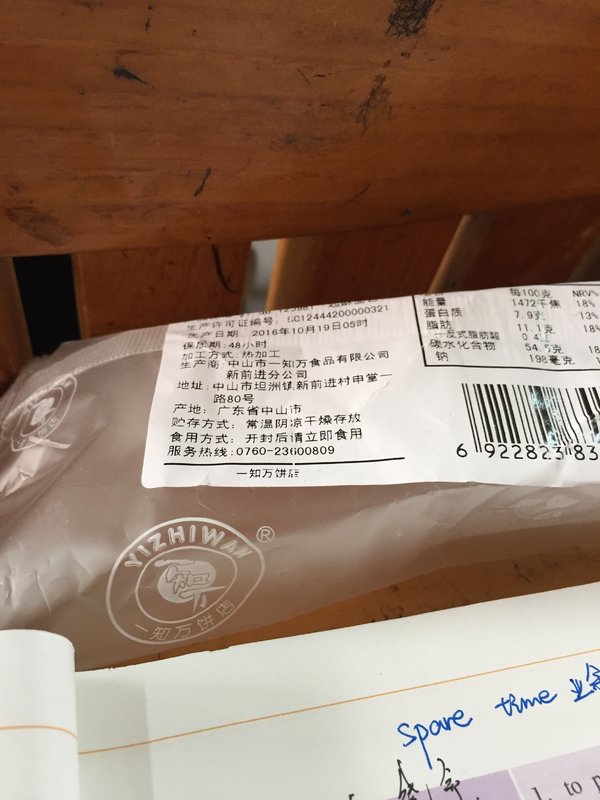 生产许可证编号: SC12444200000321
生产日期: 2016年10月19日05时
保质期:48小时
加工方式:热加工
生产商:中山市一知万食品有限公司
新前进分公司
地址:中山市坦洲镇新前进村申堂一
路80号
产地: 广东省中山市
贮存方式: 常温阴凉干燥存放
食用方式: 开封后请立即食用
服务热线:0760-23600809
一知万饼店
每100克 NRV%
能量 1472千焦 18%
蛋白质 7.9克 13%
脂肪 11.1克 18%
-反式脂肪酸 0.4克
碳水化合物 54.5克 18
钠 198毫克
6 922823 83
YIZHIWAN ®
一知万饼店
spare time
1. to